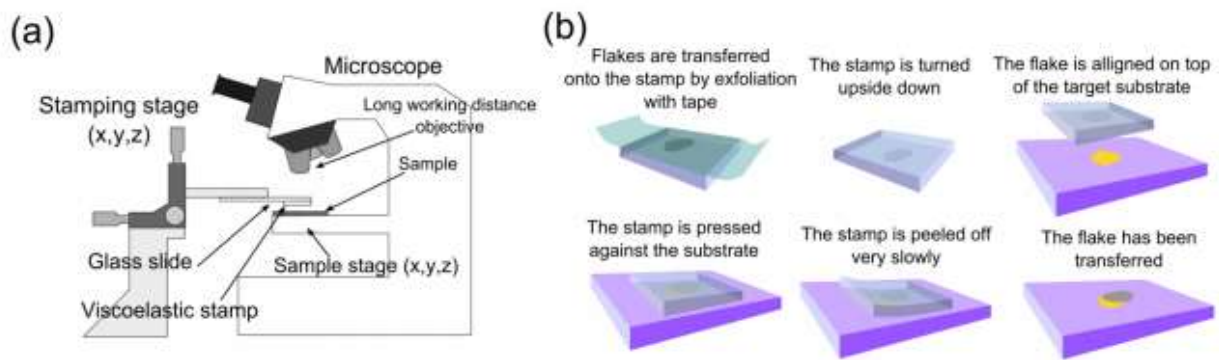 (a)
Microscope
Long working distance
objective
Stamping stage
(x,y,z)
Sample
Glass slide
Sample stage (x,y,z)
Viscoelastic stamp
(b)
Flakes are transferred
onto the stamp by exfoliation
with tape
The stamp is turned
upside down
The flake is alligned on top
of the target substrate
The stamp is pressed
against the substrate
The stamp is peeled off
very slowly
The flake has been
transferred